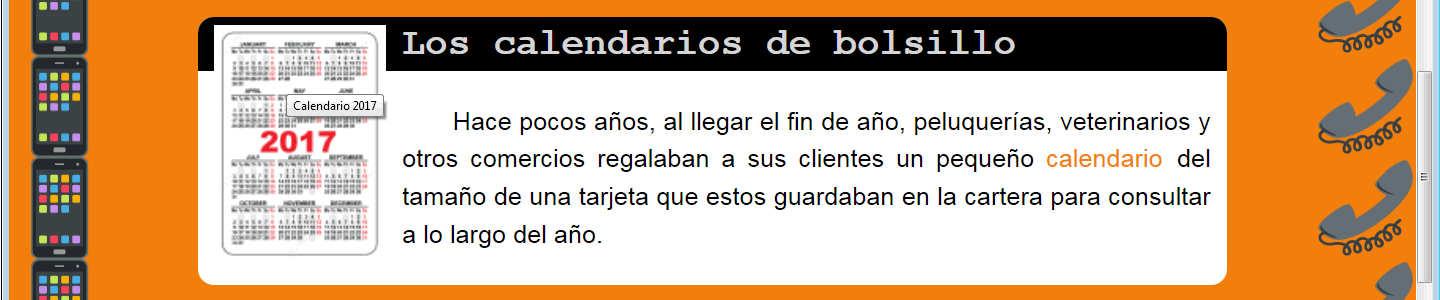 Los calendarios de bolsillo
JANUARY FEBRUARY MARCH
APRIL MAY JUNE
Calendario 2017
2017
JULY AUGUST SEPTEMBER
OCTOBER NOVEMBER DECEMBER
Hace pocos años, al llegar el fin de año, peluquerías, veterinarios y
otros comercios regalaban a sus clientes un pequeño calendario del
tamaño de una tarjeta que estos guardaban en la cartera para consultar
a lo largo del año.